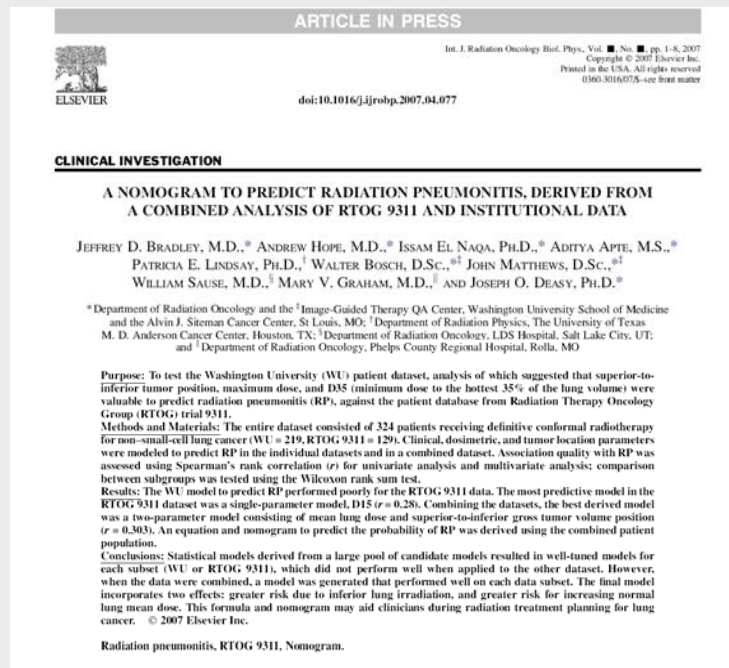 ARTICLE IN PRESS
Int. J. Radiation Oncology Biol. Phys., Vol. ■, No. ■, pp. 1–8, 2007
Copyright © 2007 Elsevier Inc.
Printed in the USA. All rights reserved
0360-3016/07/$–see front matter
ELSEVIER
doi:10.1016/j.ijrobp.2007.04.077
CLINICAL INVESTIGATION
A NOMOGRAM TO PREDICT RADIATION PNEUMONITIS, DERIVED FROM
A COMBINED ANALYSIS OF RTOG 9311 AND INSTITUTIONAL DATA
JEFFREY D. BRADLEY, M.D.,* ANDREW HOPE, M.D.,* ISSAM EL NAQA, PH.D.,* ADITYA APTE, M.S.,*
PATRICIA E. LINDSAY, PH.D.,† WALTER BOSCH, D.SC.,*‡ JOHN MATTHEWS, D.SC.,*‡
WILLIAM SAUSE, M.D.,§ MARY V. GRAHAM, M.D.,∥ AND JOSEPH O. DEASY, PH.D.*
*Department of Radiation Oncology and the ‡Image-Guided Therapy QA Center, Washington University School of Medicine
and the Alvin J. Siteman Cancer Center, St Louis, MO; †Department of Radiation Physics, The University of Texas
M. D. Anderson Cancer Center, Houston, TX; §Department of Radiation Oncology, LDS Hospital, Salt Lake City, UT;
and ∥Department of Radiation Oncology, Phelps County Regional Hospital, Rolla, MO
Purpose: To test the Washington University (WU) patient dataset, analysis of which suggested that superior-to-
inferior tumor position, maximum dose, and D35 (minimum dose to the hottest 35% of the lung volume) were
valuable to predict radiation pneumonitis (RP), against the patient database from Radiation Therapy Oncology
Group (RTOG) trial 9311.
Methods and Materials: The entire dataset consisted of 324 patients receiving definitive conformal radiotherapy
for non–small-cell lung cancer (WU = 219, RTOG 9311 = 129). Clinical, dosimetric, and tumor location parameters
were modeled to predict RP in the individual datasets and in a combined dataset. Association quality with RP was
assessed using Spearman's rank correlation (r) for univariate analysis and multivariate analysis; comparison
between subgroups was tested using the Wilcoxon rank sum test.
Results: The WU model to predict RP performed poorly for the RTOG 9311 data. The most predictive model in the
RTOG 9311 dataset was a single-parameter model, D15 (r = 0.28). Combining the datasets, the best derived model
was a two-parameter model consisting of mean lung dose and superior-to-inferior gross tumor volume position
(r = 0.303). An equation and nomogram to predict the probability of RP was derived using the combined patient
population.
Conclusions: Statistical models derived from a large pool of candidate models resulted in well-tuned models for
each subset (WU or RTOG 9311), which did not perform well when applied to the other dataset. However,
when the data were combined, a model was generated that performed well on each data subset. The final model
incorporates two effects: greater risk due to inferior lung irradiation, and greater risk for increasing normal
lung mean dose. This formula and nomogram may aid clinicians during radiation treatment planning for lung
cancer. © 2007 Elsevier Inc.
Radiation pneumonitis, RTOG 9311, Nomogram.